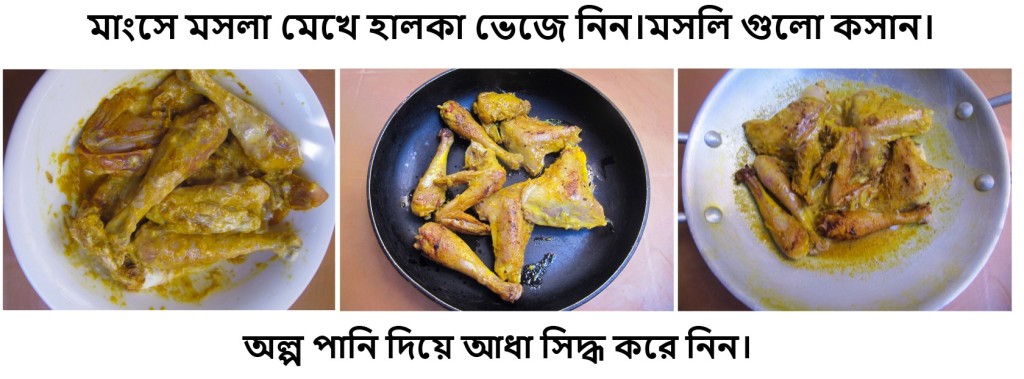 মাংসে মসলা মেখে হালকা ভেজে নিন।মসলি গুলো কসান।
অল্প পানি দিয়ে আধা সিদ্ধ করে নিন।